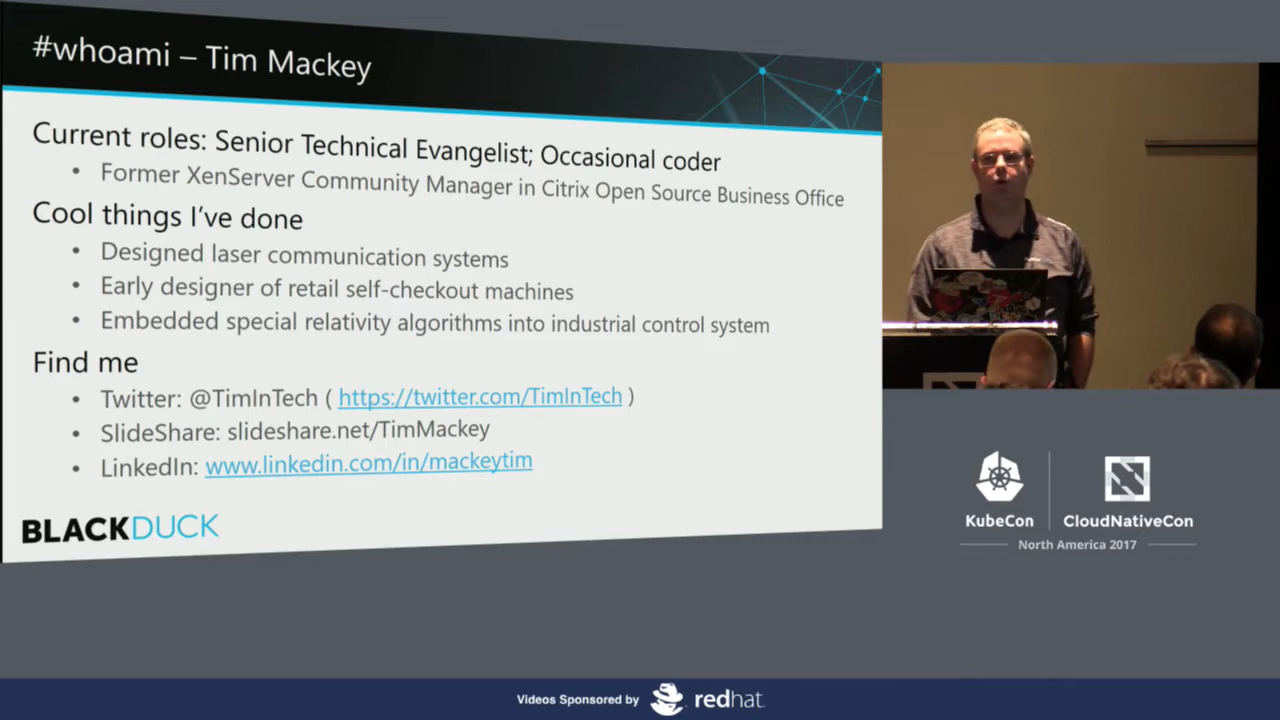 #whoami – Tim Mackey
Current roles: Senior Technical Evangelist; Occasional coder
• Former XenServer Community Manager in Citrix Open Source Business Office
Cool things I've done
• Designed laser communication systems
• Early designer of retail self-checkout machines
• Embedded special relativity algorithms into industrial control system
Find me
• Twitter: @TimInTech ( https://twitter.com/TimInTech )
• SlideShare: slideshare.net/TimMackey
• LinkedIn: www.linkedin.com/in/mackeytim
BLACKDUCK
KubeCon
CloudNativeCon
North America 2017
Videos Sponsored by
redhat